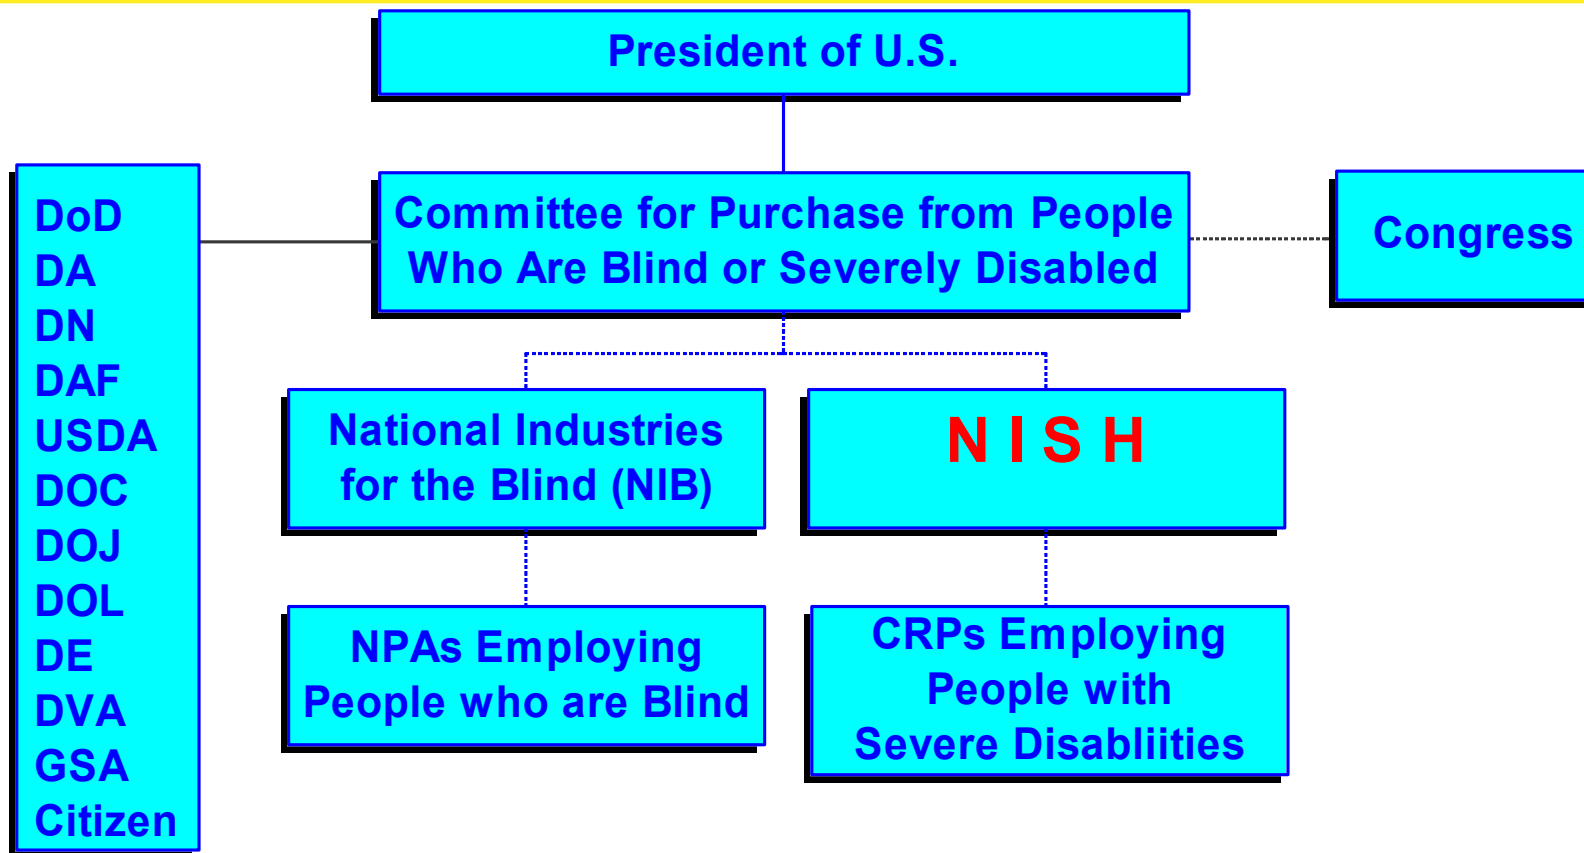 President of U.S.
DoD
DA
DN
DAF
USDA
DOC
DOJ
DOL
DE
DVA
GSA
Citizen
Committee for Purchase from People
Who Are Blind or Severely Disabled
Congress
National Industries
for the Blind (NIB)
N I S H
NPAs Employing
People who are Blind
CRPs Employing
People with
Severe Disabliities